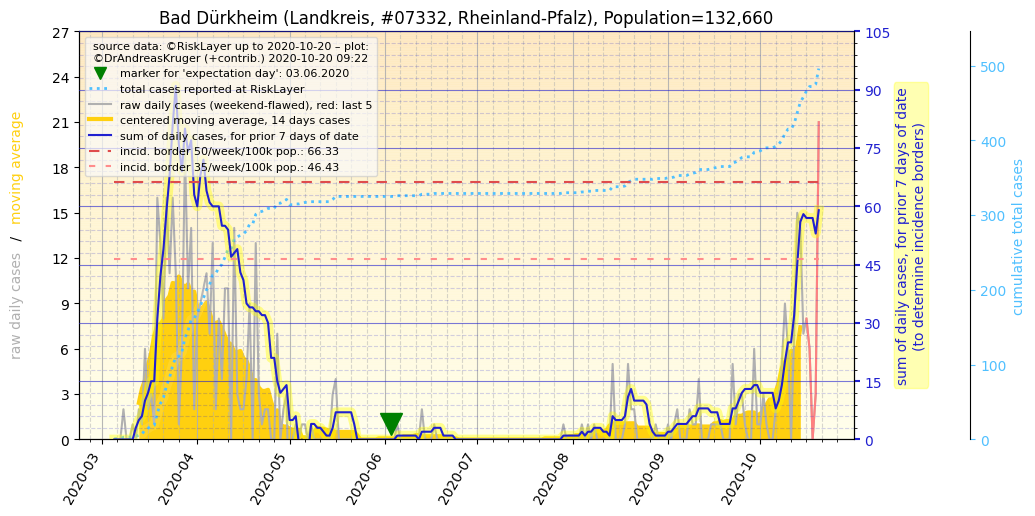 Bad Dürkheim (Landkreis, #07332, Rheinland-Pfalz), Population=132,660
source data: ©RiskLayer up to 2020-10-20 – plot:
©DrAndreasKruger (+contrib.) 2020-10-20 09:22
marker for 'expectation day': 03.06.2020
total cases reported at RiskLayer
raw daily cases (weekend-flawed), red: last 5
centered moving average, 14 days cases
sum of daily cases, for prior 7 days of date
incid. border 50/week/100k pop.: 66.33
incid. border 35/week/100k pop.: 46.43
raw daily cases / moving average
27
24
21
18
15
12
9
6
3
0
2020-03
2020-04
2020-05
2020-06
2020-07
2020-08
2020-09
2020-10
105
90
75
60
45
30
15
0
sum of daily cases, for prior 7 days of date
(to determine incidence borders)
500
400
300
200
100
0
cumulative total cases